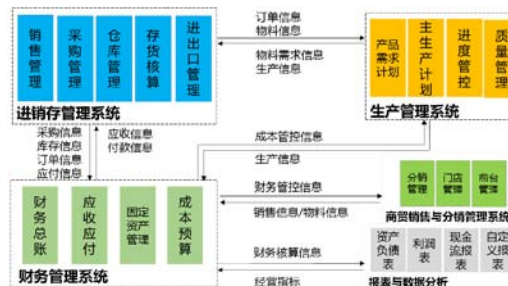 销售管理
采购管理
仓库管理
存货核算
进出口管理
进销存管理系统
订单信息
物料信息
物料需求信息
生产信息
产品需求计划
主生产计划
进度管控
质量管理
生产管理系统
采购信息
库存信息
订单信息
应付信息
应收信息
付款信息
成本管控信息
生产信息
财务总账
应收应付
固定资产管理
成本预算
财务管理系统
财务管控信息
销售信息/物料信息
分销管理
门店管理
前台管理
商贸销售与分销管理系统
财务核算信息
经营指标
资产负债表
利润表
现金流报表
自定义报表
报表与数据分析